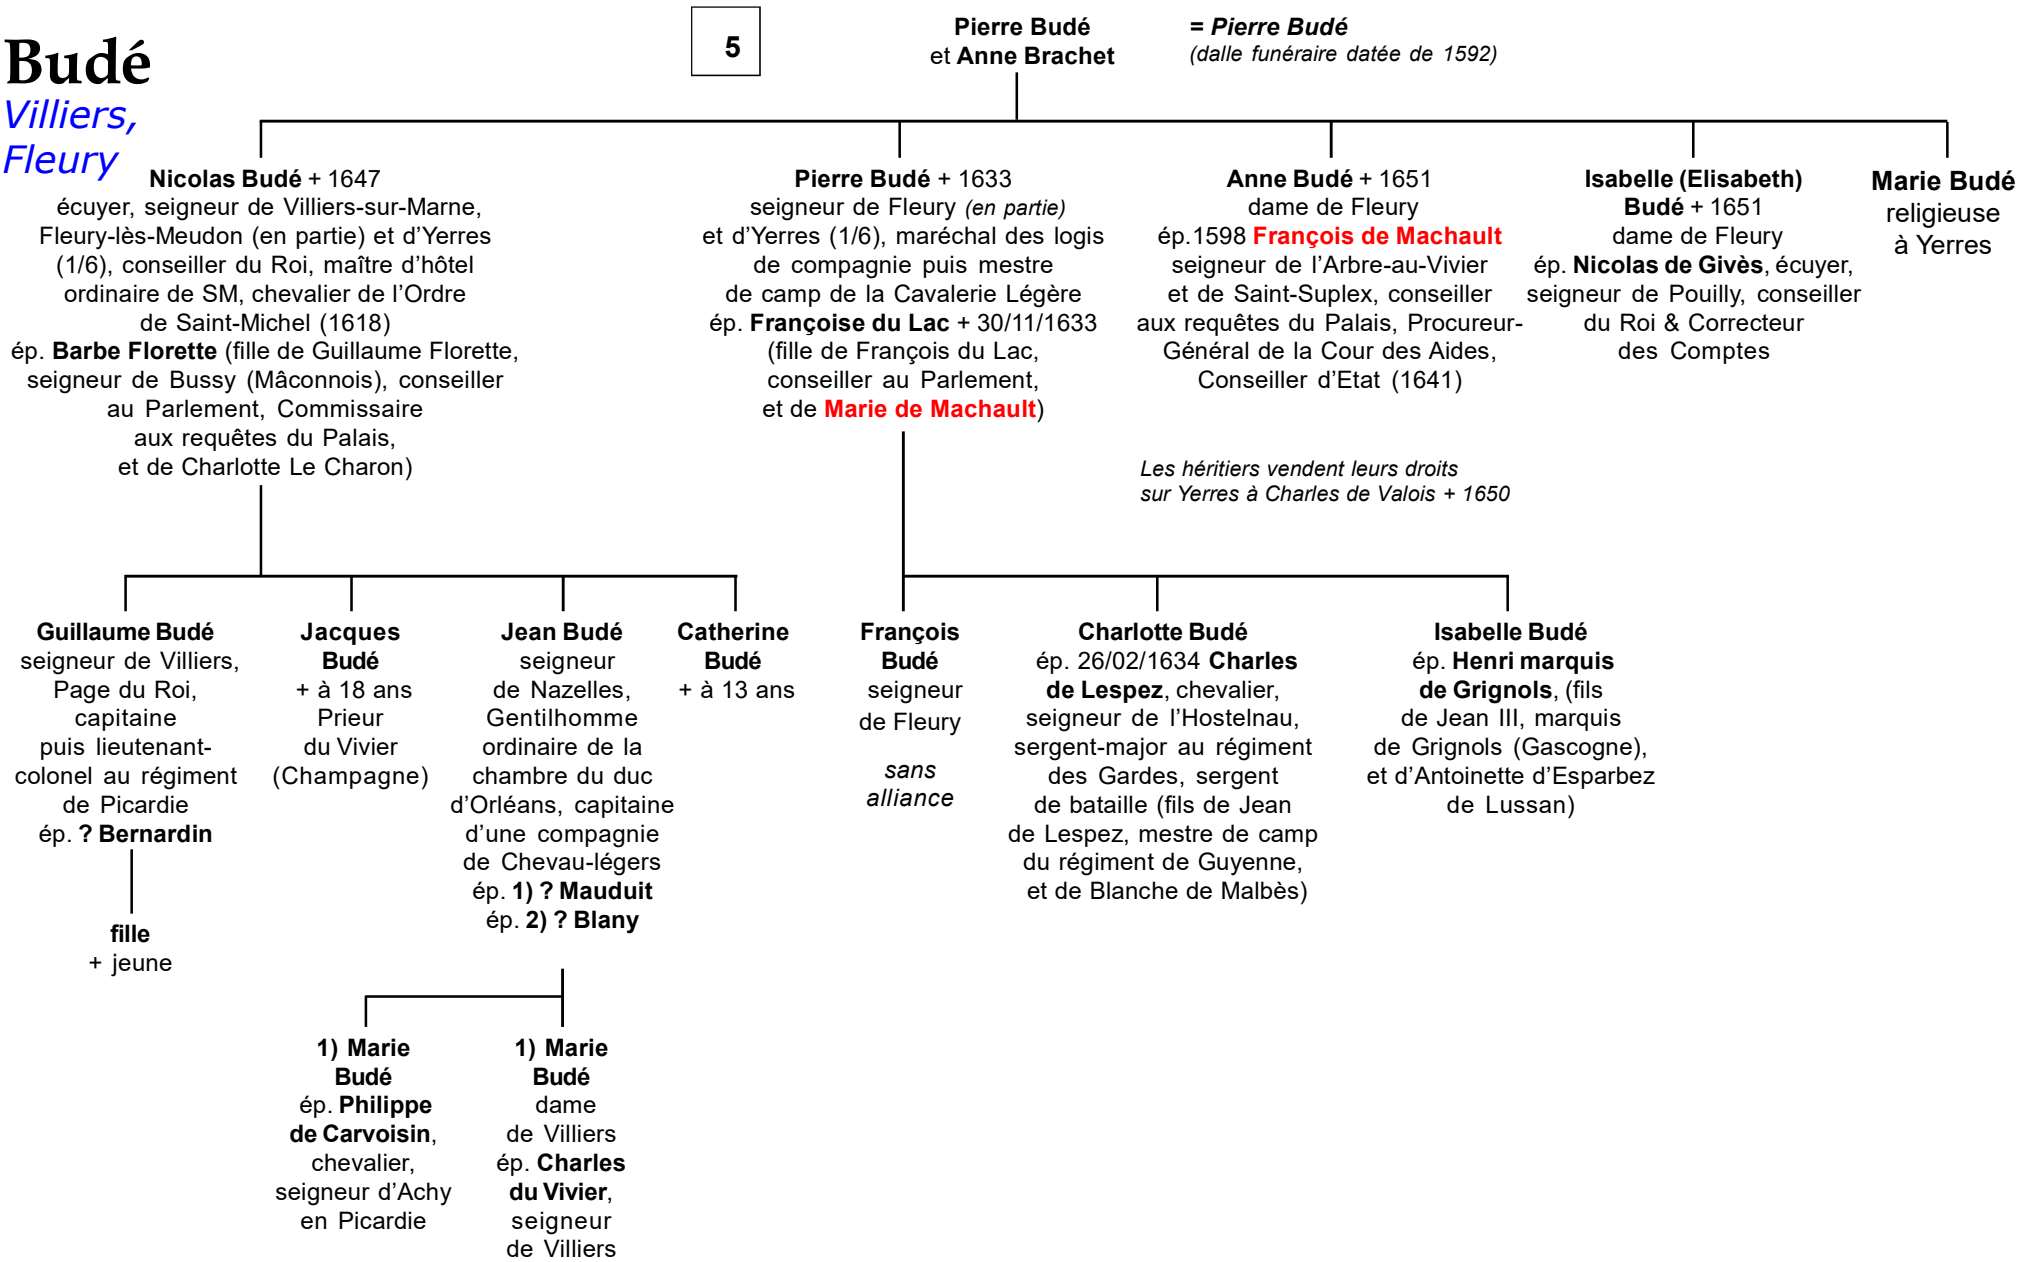 Budé
Villiers,
Fleury
5
Pierre Budé
et Anne Brachet
= Pierre Budé
(dalle funéraire datée de 1592)
Nicolas Budé + 1647
écuyer, seigneur de Villiers-sur-Marne,
Fleury-lès-Meudon (en partie) et d'Yerres
(1/6), conseiller du Roi, maître d'hôtel
ordinaire de SM, chevalier de l'Ordre
de Saint-Michel (1618)
ép. Barbe Florette (fille de Guillaume Florette,
seigneur de Bussy (Mâconnois), conseiller
au Parlement, Commissaire
aux requêtes du Palais,
et de Charlotte Le Charon)
Pierre Budé + 1633
seigneur de Fleury (en partie)
et d'Yerres (1/6), maréchal des logis
de compagnie puis mestre
de camp de la Cavalerie Légère
ép. Françoise du Lac + 30/11/1633
(fille de François du Lac,
conseiller au Parlement,
et de Marie de Machault)
Anne Budé + 1651
dame de Fleury
ép.1598 François de Machault
seigneur de l'Arbre-au-Vivier
et de Saint-Suplex, conseiller
aux requêtes du Palais, Procureur-
Général de la Cour des Aides,
Conseiller d'Etat (1641)
Isabelle (Elisabeth)
Budé + 1651
dame de Fleury
ép. Nicolas de Givès, écuyer,
seigneur de Pouilly, conseiller
du Roi & Correcteur
des Comptes
Marie Budé
religieuse
à Yerres
Les héritiers vendent leurs droits
sur Yerres à Charles de Valois + 1650
Guillaume Budé
seigneur de Villiers,
Page du Roi,
capitaine
puis lieutenant-
colonel au régiment
de Picardie
ép. ? Bernardin
fille
+ jeune
Jacques
Budé
+ à 18 ans
Prieur
du Vivier
(Champagne)
Jean Budé
seigneur
de Nazelles,
Gentilhomme
ordinaire de la
chambre du duc
d'Orléans, capitaine
d'une compagnie
de Chevau-légers
ép. 1) ? Mauduit
ép. 2) ? Blany
Catherine
Budé
+ à 13 ans
François
Budé
seigneur
de Fleury
sans
alliance
Charlotte Budé
ép. 26/02/1634 Charles
de Lespez, chevalier,
seigneur de l'Hostelnau,
sergent-major au régiment
des Gardes, sergent
de bataille (fils de Jean
de Lespez, mestre de camp
du régiment de Guyenne,
et de Blanche de Malbès)
Isabelle Budé
ép. Henri marquis
de Grignols, (fils
de Jean III, marquis
de Grignols (Gascogne),
et d'Antoinette d'Esparbez
de Lussan)
1) Marie
Budé
ép. Philippe
de Carvoisin,
chevalier,
seigneur d'Achy
en Picardie
1) Marie
Budé
dame
de Villiers
ép. Charles
du Vivier,
seigneur
de Villiers